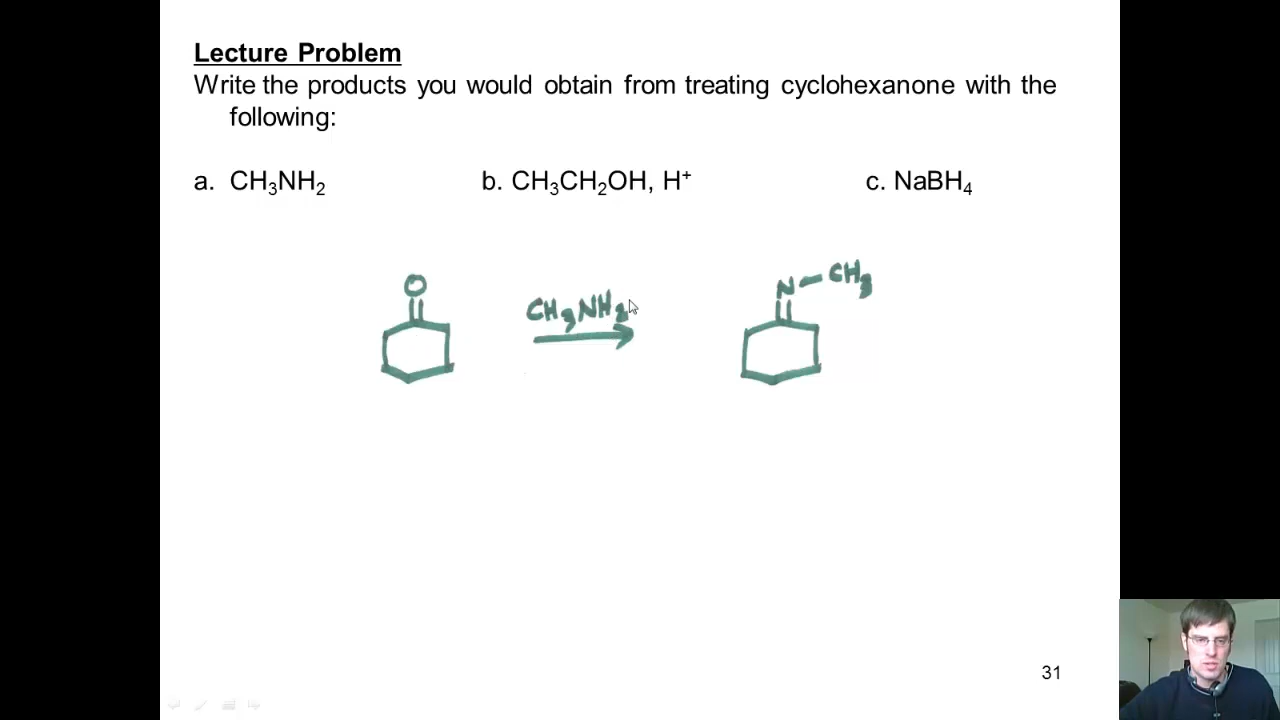 Lecture Problem
Write the products you would obtain from treating cyclohexanone with the
following:
a. CH₃NH₂ b. CH₃CH₂OH, H⁺ c. NaBH₄
O CH₃NH₂ N–CH₃
31